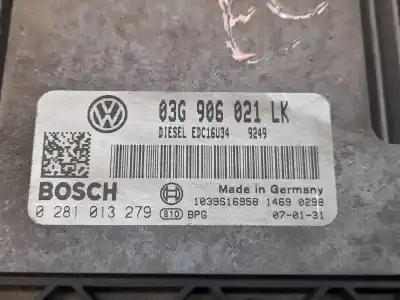 03G 906 021 LK
DIESEL EDC16U34 9249
BOSCH
Made in Germany
1039S16958 1469 0298
0 281 013 279 810 BPG 07-01-31